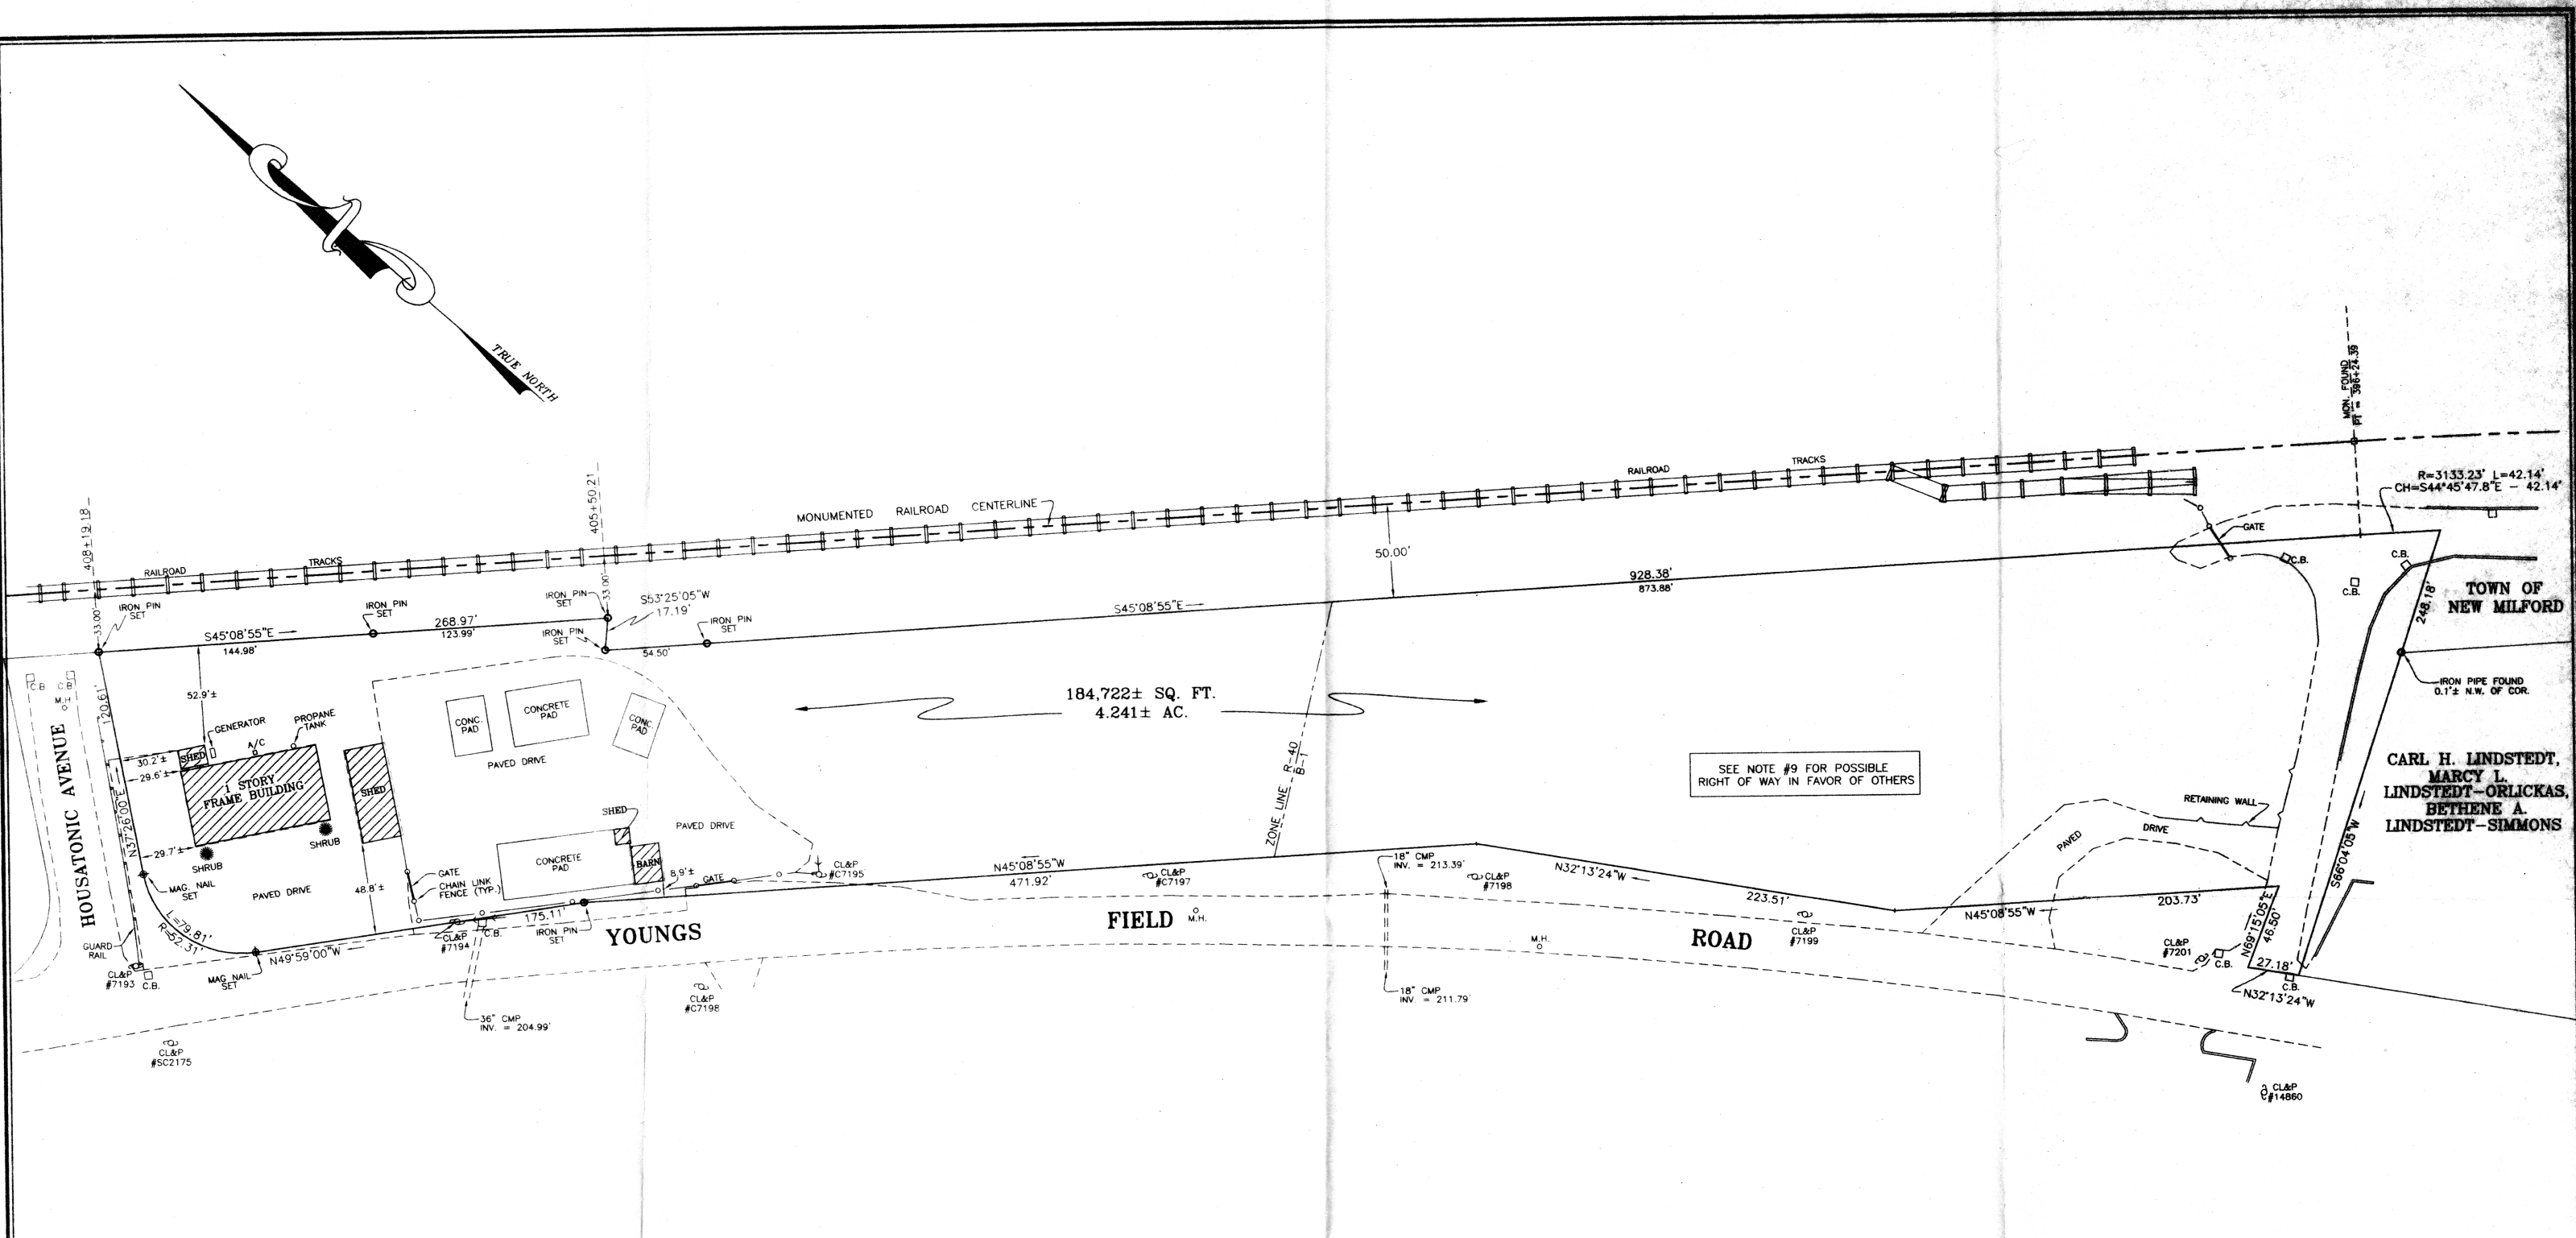 TRUE NORTH
MON. FOUND
PT = 396+24.39
408+19.18
405+50.21
R=3133.23' L=42.14'
CH=S44°45'47.8"E - 42.14'
RAILROAD TRACKS
MONUMENTED RAILROAD CENTERLINE
RAILROAD TRACKS
GATE
50.00'
33.00'
IRON PIN
SET
IRON PIN
SET
IRON PIN
SET
33.00'
S53°25'05"W
17.19'
IRON PIN
SET
IRON PIN
SET
S45°08'55"E
144.98'
268.97'
123.99'
54.50'
S45°08'55"E
928.38'
873.88'
C.B.
C.B.
C.B.
TOWN OF
NEW MILFORD
248.18'
IRON PIPE FOUND
0.1'± N.W. OF COR.
C.B. C.B.
M.H.
120.61'
52.9'±
GENERATOR
PROPANE
TANK
A/C
CONC.
PAD
CONCRETE
PAD
CONC.
PAD
PAVED DRIVE
184,722± SQ. FT.
4.241± AC.
ZONE LINE R-40
B-1
SEE NOTE #9 FOR POSSIBLE
RIGHT OF WAY IN FAVOR OF OTHERS
CARL H. LINDSTEDT,
MARCY L.
LINDSTEDT-ORLICKAS,
BETHENE A.
LINDSTEDT-SIMMONS
HOUSATONIC AVENUE
30.2'±
29.6'±
SHED
1 STORY
FRAME BUILDING
SHED
N37°26'00"E
29.7'±
SHRUB
SHRUB
SHED
PAVED DRIVE
BARN
CONCRETE
PAD
8.9'±
GATE
CL&P
#C7195
RETAINING WALL
PAVED DRIVE
S66°04'05"W
MAG. NAIL
SET
PAVED DRIVE
48.8'±
GATE
CHAIN LINK
FENCE (TYP.)
N45°08'55"W
471.92'
CL&P
#C7197
18" CMP
INV. = 213.39'
CL&P
#7198
N32°13'24"W
223.51'
N45°08'55"W
203.73'
N69°15'05"E
46.50'
27.18'
N32°13'24"W
L=79.81'
R=52.31'
GUARD
RAIL
CL&P
#7193
C.B.
MAG NAIL
SET
N49°59'00"W
175.11'
CL&P
#7194
C.B.
IRON PIN
SET
YOUNGS FIELD ROAD
M.H.
M.H.
CL&P
#7199
CL&P
#7201
C.B.
C.B.
CL&P
#C7198
18" CMP
INV. = 211.79'
36" CMP
INV. = 204.99'
CL&P
#SC2175
CL&P
#14860